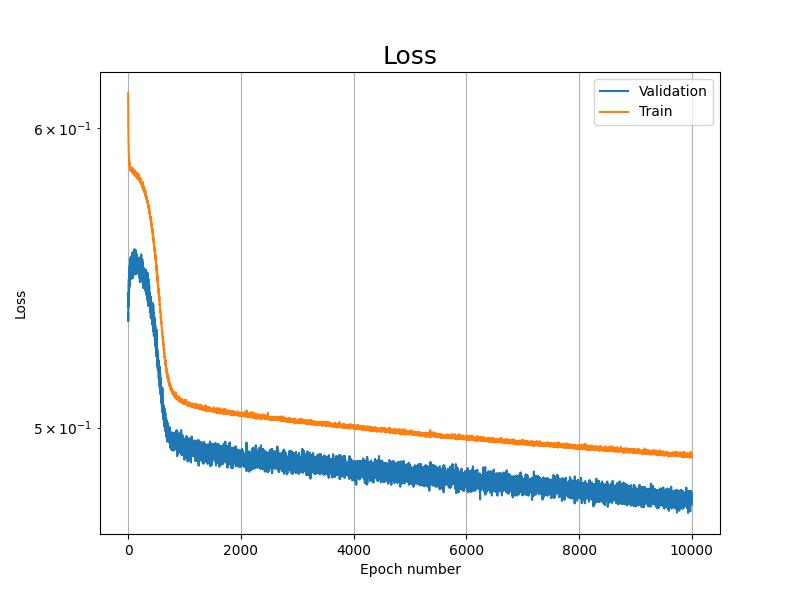 Loss
Validation
Train
6 × 10⁻¹
5 × 10⁻¹
Loss
0 2000 4000 6000 8000 10000
Epoch number